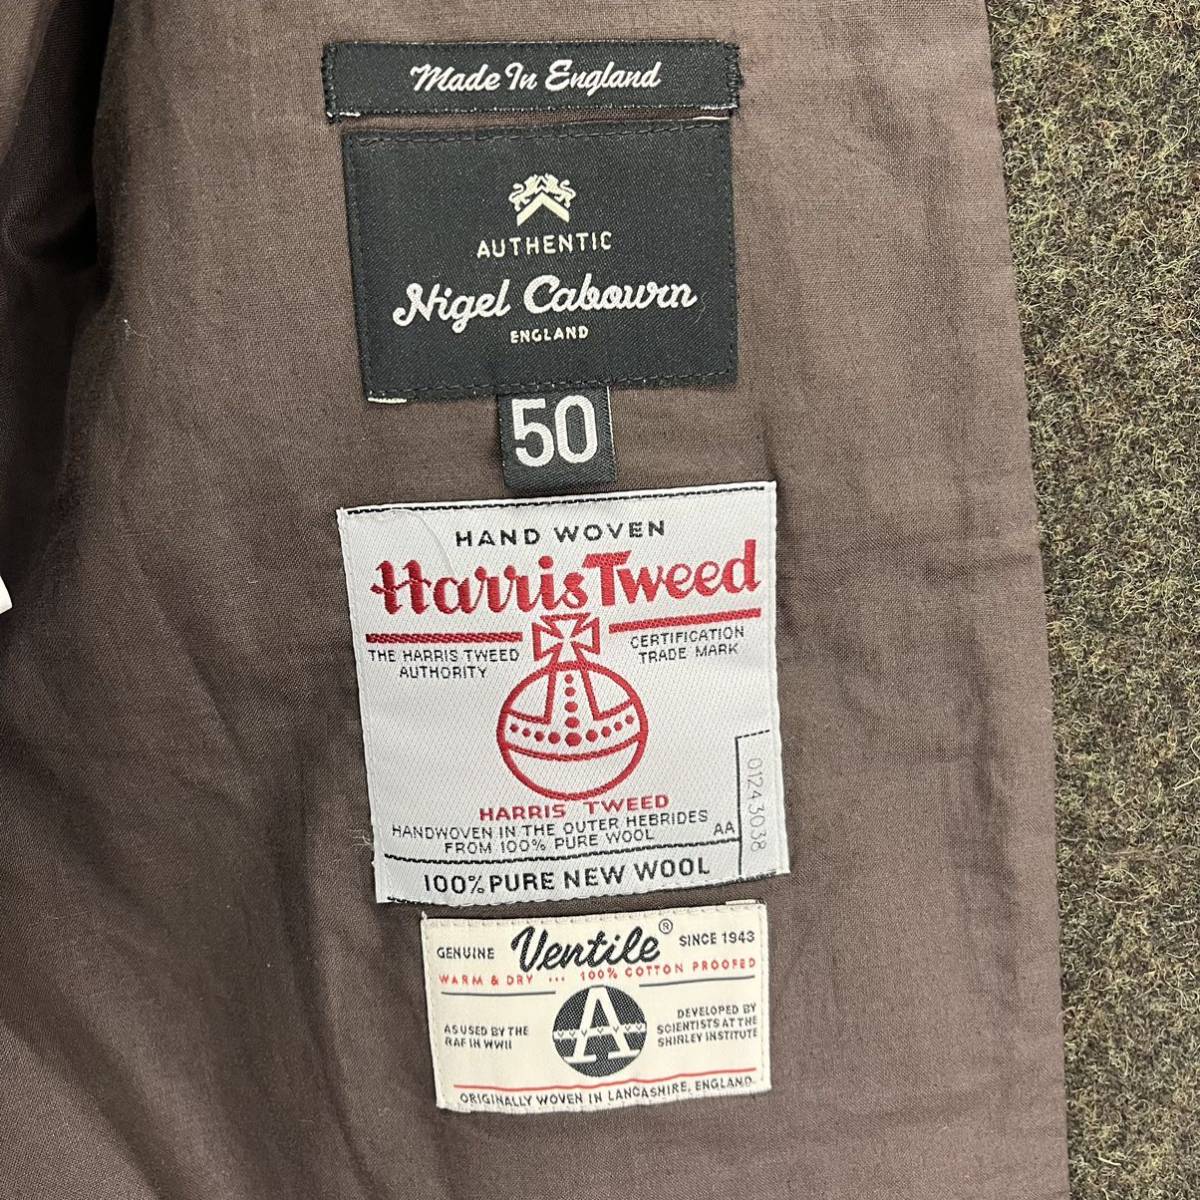 Made In England
AUTHENTIC
Nigel Cabourn
ENGLAND
50
HAND WOVEN
Harris Tweed
THE HARRIS TWEED
AUTHORITY
CERTIFICATION
TRADE MARK
HARRIS TWEED
HANDWOVEN IN THE OUTER HEBRIDES
FROM 100% PURE WOOL
AA
01243038
100% PURE NEW WOOL
GENUINE Ventile® SINCE 1943
WARM & DRY ... 100% COTTON PROOFED
AS USED BY THE
RAF IN WWII
A
DEVELOPED BY
SCIENTISTS AT THE
SHIRLEY INSTITUTE
ORIGINALLY WOVEN IN LANCASHIRE, ENGLAND